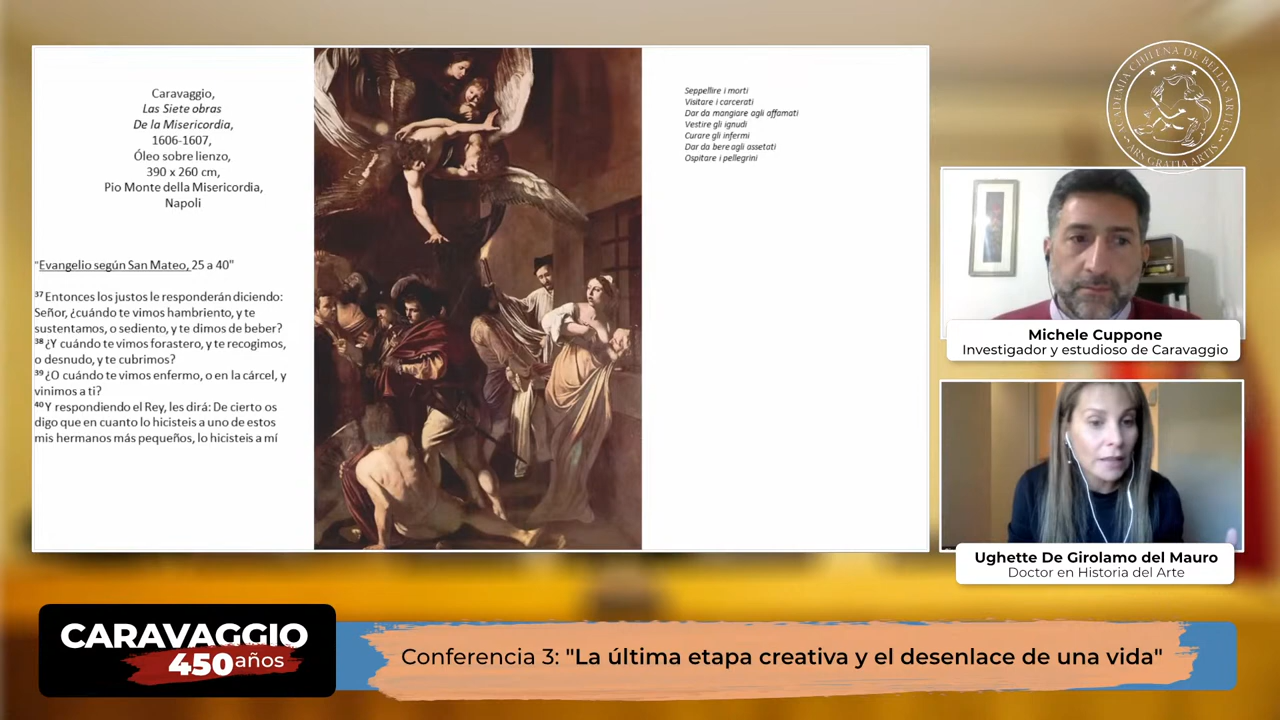 Caravaggio,
Las Siete obras
De la Misericordia,
1606-1607,
Óleo sobre lienzo,
390 x 260 cm,
Pio Monte della Misericordia,
Napoli
"Evangelio según San Mateo, 25 a 40"
37 Entonces los justos le responderán diciendo:
Señor, ¿cuándo te vimos hambriento, y te
sustentamos, o sediento, y te dimos de beber?
38 ¿Y cuándo te vimos forastero, y te recogimos,
o desnudo, y te cubrimos?
39 ¿O cuándo te vimos enfermo, o en la cárcel, y
vinimos a ti?
40 Y respondiendo el Rey, les dirá: De cierto os
digo que en cuanto lo hicisteis a uno de estos
mis hermanos más pequeños, lo hicisteis a mí
Seppellire i morti
Visitare i carcerati
Dar da mangiare agli affamati
Vestire gli ignudi
Curare gli infermi
Dar da bere agli assetati
Ospitare i pellegrini
ACADEMIA CHILENA DE BELLAS ARTES
ARS GRATIA ARTIS
Michele Cuppone
Investigador y estudioso de Caravaggio
Ughette De Girolamo del Mauro
Doctor en Historia del Arte
CARAVAGGIO
450 años
Conferencia 3: "La última etapa creativa y el desenlace de una vida"